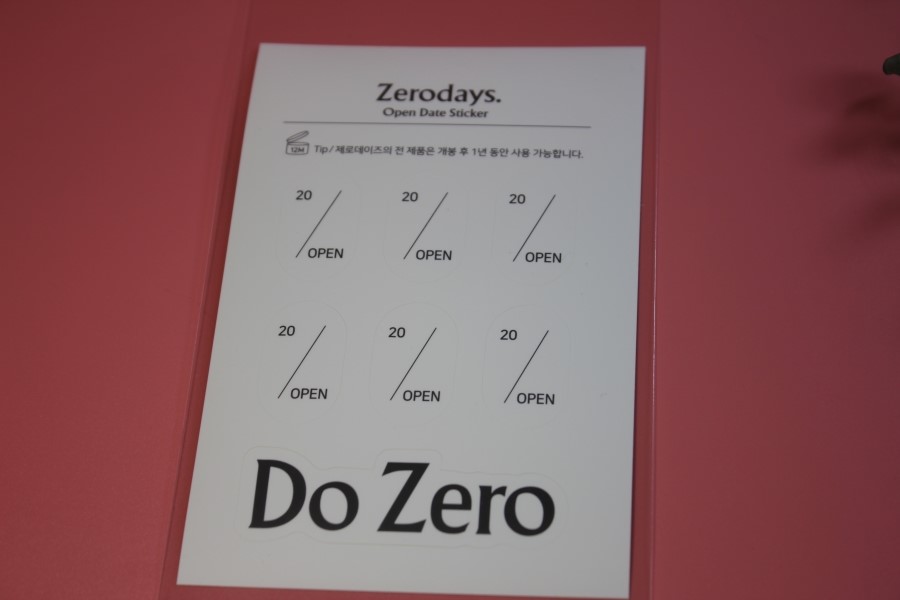 Zerodays.
Open Date Sticker
12M Tip / 제로데이즈의 전 제품은 개봉 후 1년 동안 사용 가능합니다.
20 20 20
OPEN OPEN OPEN
20 20 20
OPEN OPEN OPEN
Do Zero